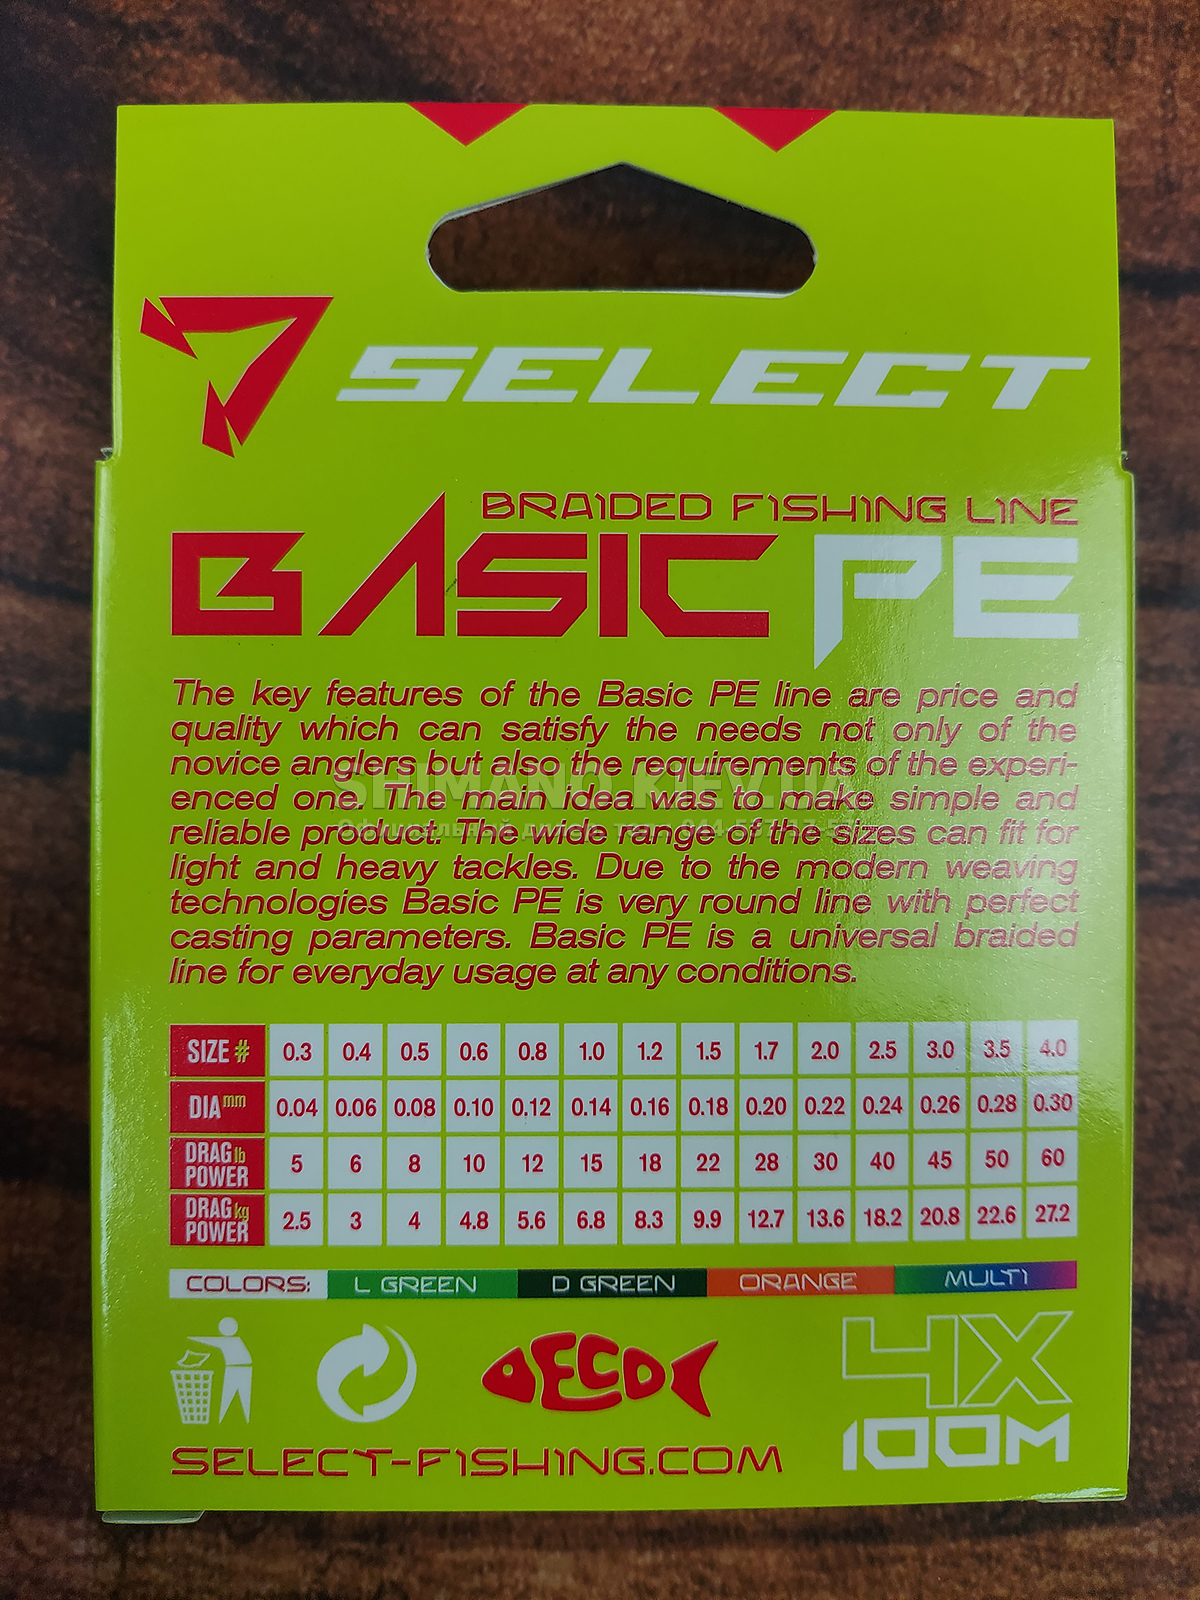 SELECT
BRAIDED FISHING LINE
BASIC PE
The key features of the Basic PE line are price and
quality which can satisfy the needs not only of the
novice anglers but also the requirements of the experi-
enced one. The main idea was to make simple and
reliable product. The wide range of the sizes can fit for
light and heavy tackles. Due to the modern weaving
technologies Basic PE is very round line with perfect
casting parameters. Basic PE is a universal braided
line for everyday usage at any conditions.
SHIMANO.KIEV.UA
SIZE # 0.3 0.4 0.5 0.6 0.8 1.0 1.2 1.5 1.7 2.0 2.5 3.0 3.5 4.0
DIA mm 0.04 0.06 0.08 0.10 0.12 0.14 0.16 0.18 0.20 0.22 0.24 0.26 0.28 0.30
DRAG lb POWER 5 6 8 10 12 15 18 22 28 30 40 45 50 60
DRAG kg POWER 2.5 3 4 4.8 5.6 6.8 8.3 9.9 12.7 13.6 18.2 20.8 22.6 27.2
COLORS: L GREEN D GREEN ORANGE MULTI
ECO
4X
100M
SELECT-FISHING.COM